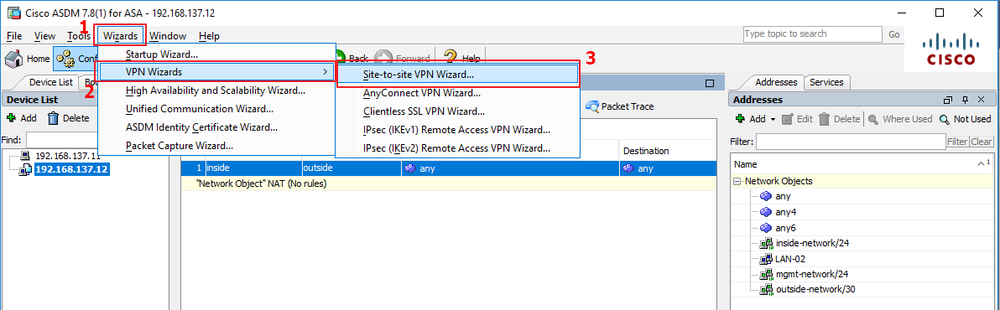 Cisco ASDM 7.8(1) for ASA - 192.168.137.12
1
File View Tools Wizards Window Help
Type to search Go
CISCO
Home
Back Forward Help
Startup Wizard...
VPN Wizards
2
High Availability and Scalability Wizard...
Unified Communication Wizard...
ASDM Identity Certificate Wizard...
Packet Capture Wizard...
3
Site-to-site VPN Wizard...
AnyConnect VPN Wizard...
Clientless SSL VPN Wizard...
IPsec (IKEv1) Remote Access VPN Wizard...
IPsec (IKEv2) Remote Access VPN Wizard...
Device List
Device List
Add Delete
Find:
192.168.137.11
192.168.137.12
Packet Trace
Destination
1 inside outside any any
"Network Object" NAT (No rules)
Addresses Services
Addresses
Add Edit Delete Where Used Not Used
Filter: Filter Clear
Name 1
Network Objects
any
any4
any6
inside-network/24
LAN-02
mgmt-network/24
outside-network/30